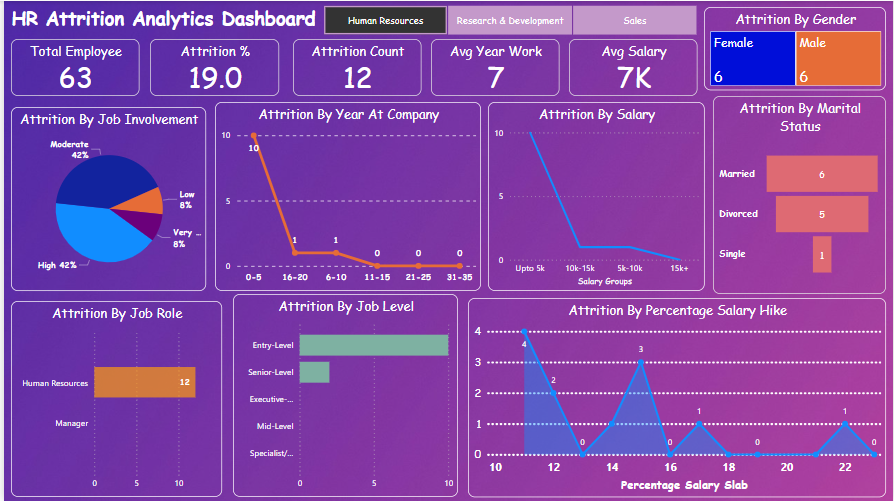 HR Attrition Analytics Dashboard
Human Resources
Research & Development
Sales
Attrition By Gender
Female
Male
6
6
Total Employee
63
Attrition %
19.0
Attrition Count
12
Avg Year Work
7
Avg Salary
7K
Attrition By Job Involvement
Moderate
42%
Low
8%
Very ...
8%
High 42%
Attrition By Year At Company
10
5
0
10
1
1
0
0
0
0-5
16-20
6-10
11-15
21-25
31-35
Attrition By Salary
10
5
0
Upto 5k
10k-15k
5k-10k
15k+
Salary Groups
Attrition By Marital
Status
Married
6
Divorced
5
Single
1
Attrition By Job Role
Human Resources
12
Manager
0
5
10
Attrition By Job Level
Entry-Level
Senior-Level
Executive-...
Mid-Level
Specialist/...
0
5
10
Attrition By Percentage Salary Hike
4
3
2
1
0
4
2
0
3
0
1
0
1
0
10
12
14
16
18
20
22
Percentage Salary Slab